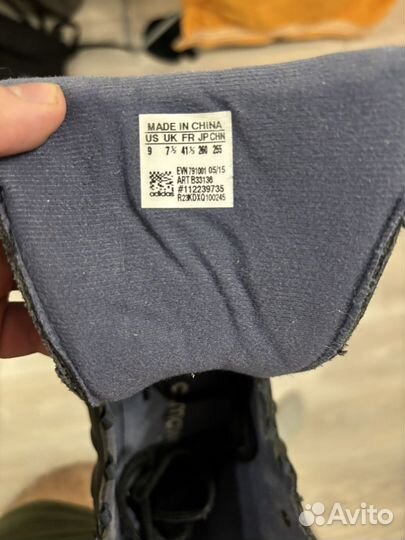 MADE IN CHINA
US UK FR JP CHN
9 7½ 41⅓ 260 255
EVN 791001 05/15
ART B33136
#112239735
R23KDXQ100245
adidas
Avito